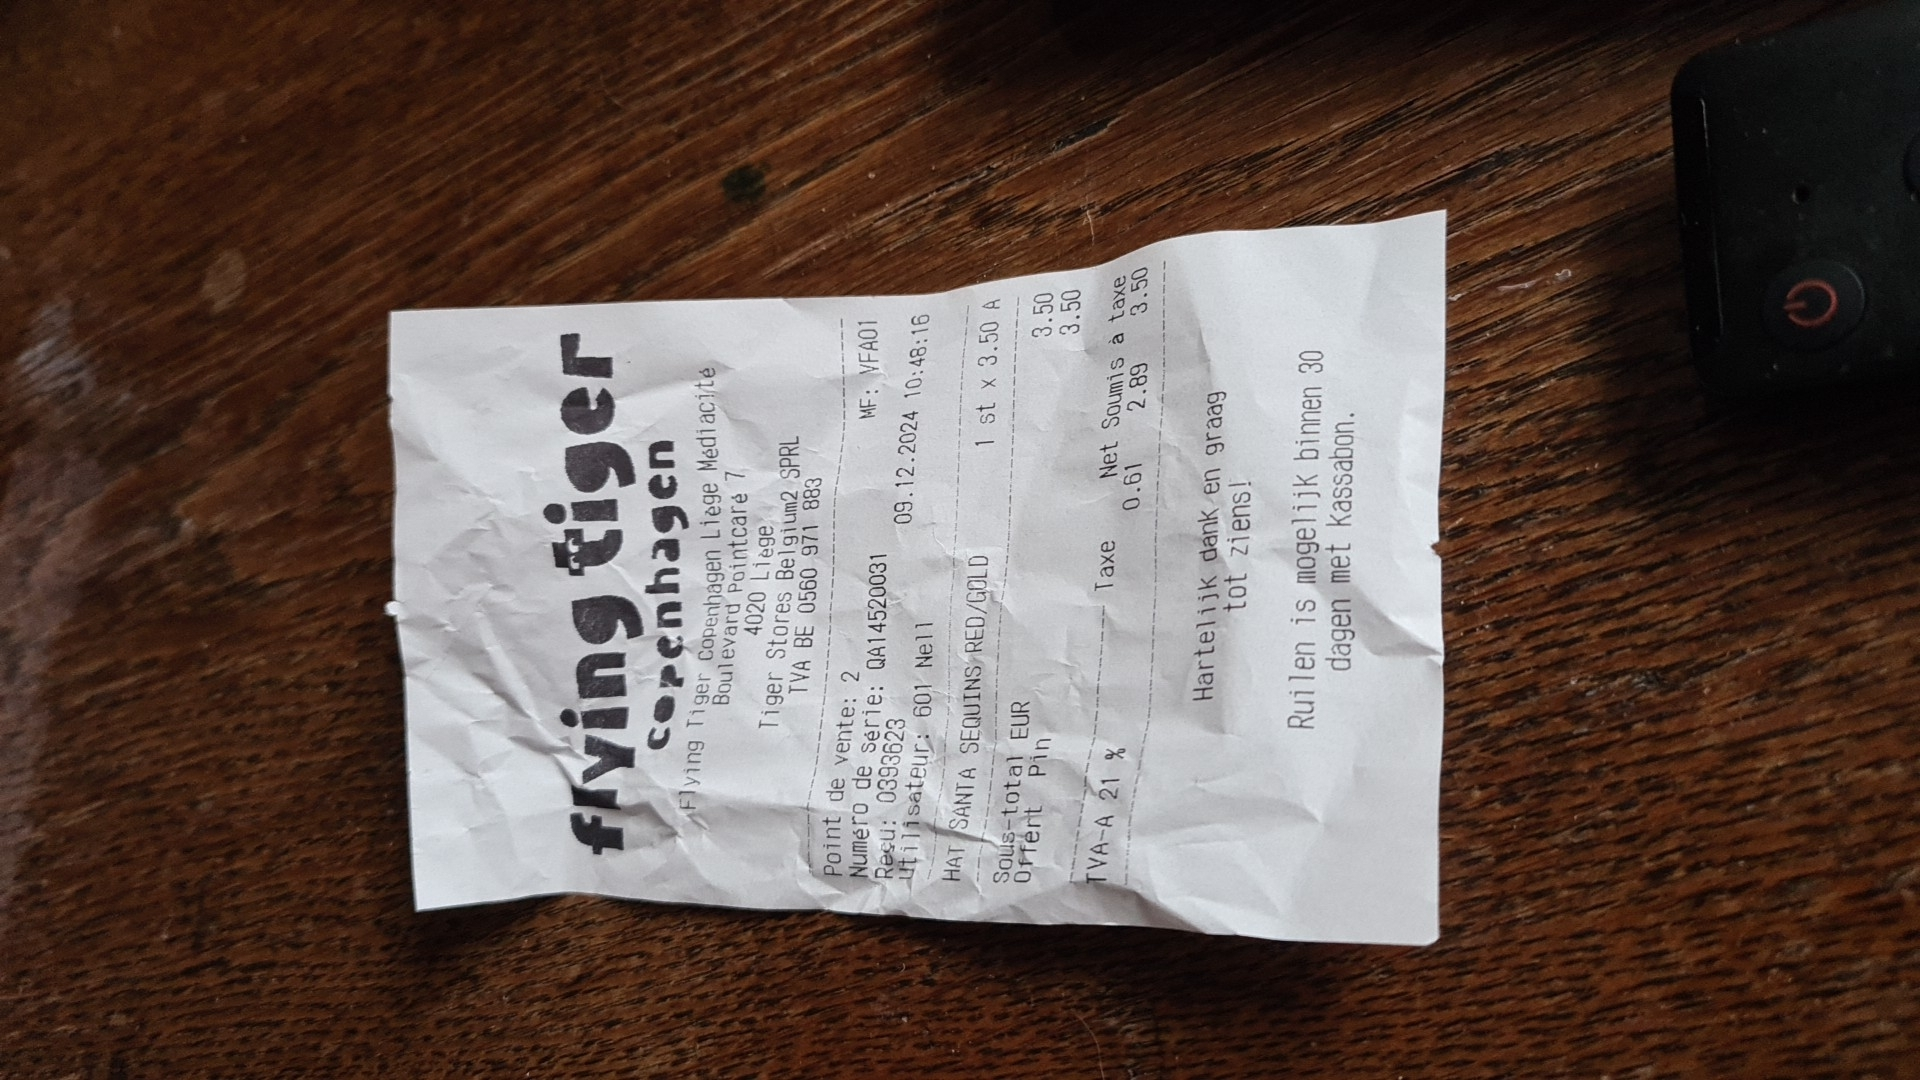 flying tiger
copenhagen
Flying Tiger Copenhagen Liège Médiacité
Boulevard Pointcaré 7
4020 Liège
Tiger Stores Belgium2 SPRL
TVA BE 0560 971 883
Point de vente: 2 MF: VFA01
Numéro de Série: QA14520031
Reçu: 0393623
Utilisateur: 601 Nell 09.12.2024 10:48:16
HAT SANTA SEQUINS RED/GOLD 1 st x 3.50 A
Sous-total EUR 3.50
Offent Pin 3.50
Taxe Net Soumis à taxe
TVA-A 21 % 0.61 2.89 3.50
Hartelijk dank en graag
tot ziens!
Ruilen is mogelijk binnen 30
dagen met Kassabon.